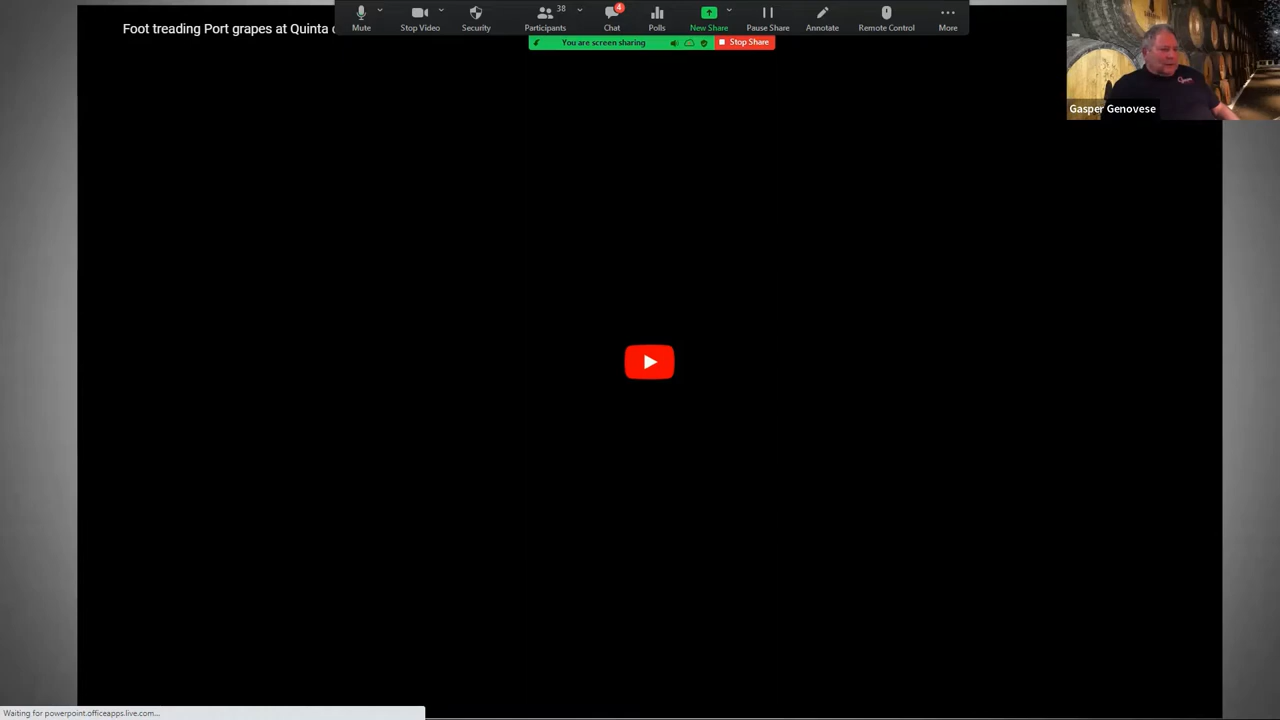 Foot treading Port grapes at Quinta
38
4
Mute
Stop Video
Security
Participants
Chat
Polls
New Share
Pause Share
Annotate
Remote Control
More
You are screen sharing
Stop Share
Gasper Genovese
Waiting for powerpoint.officeapps.live.com...